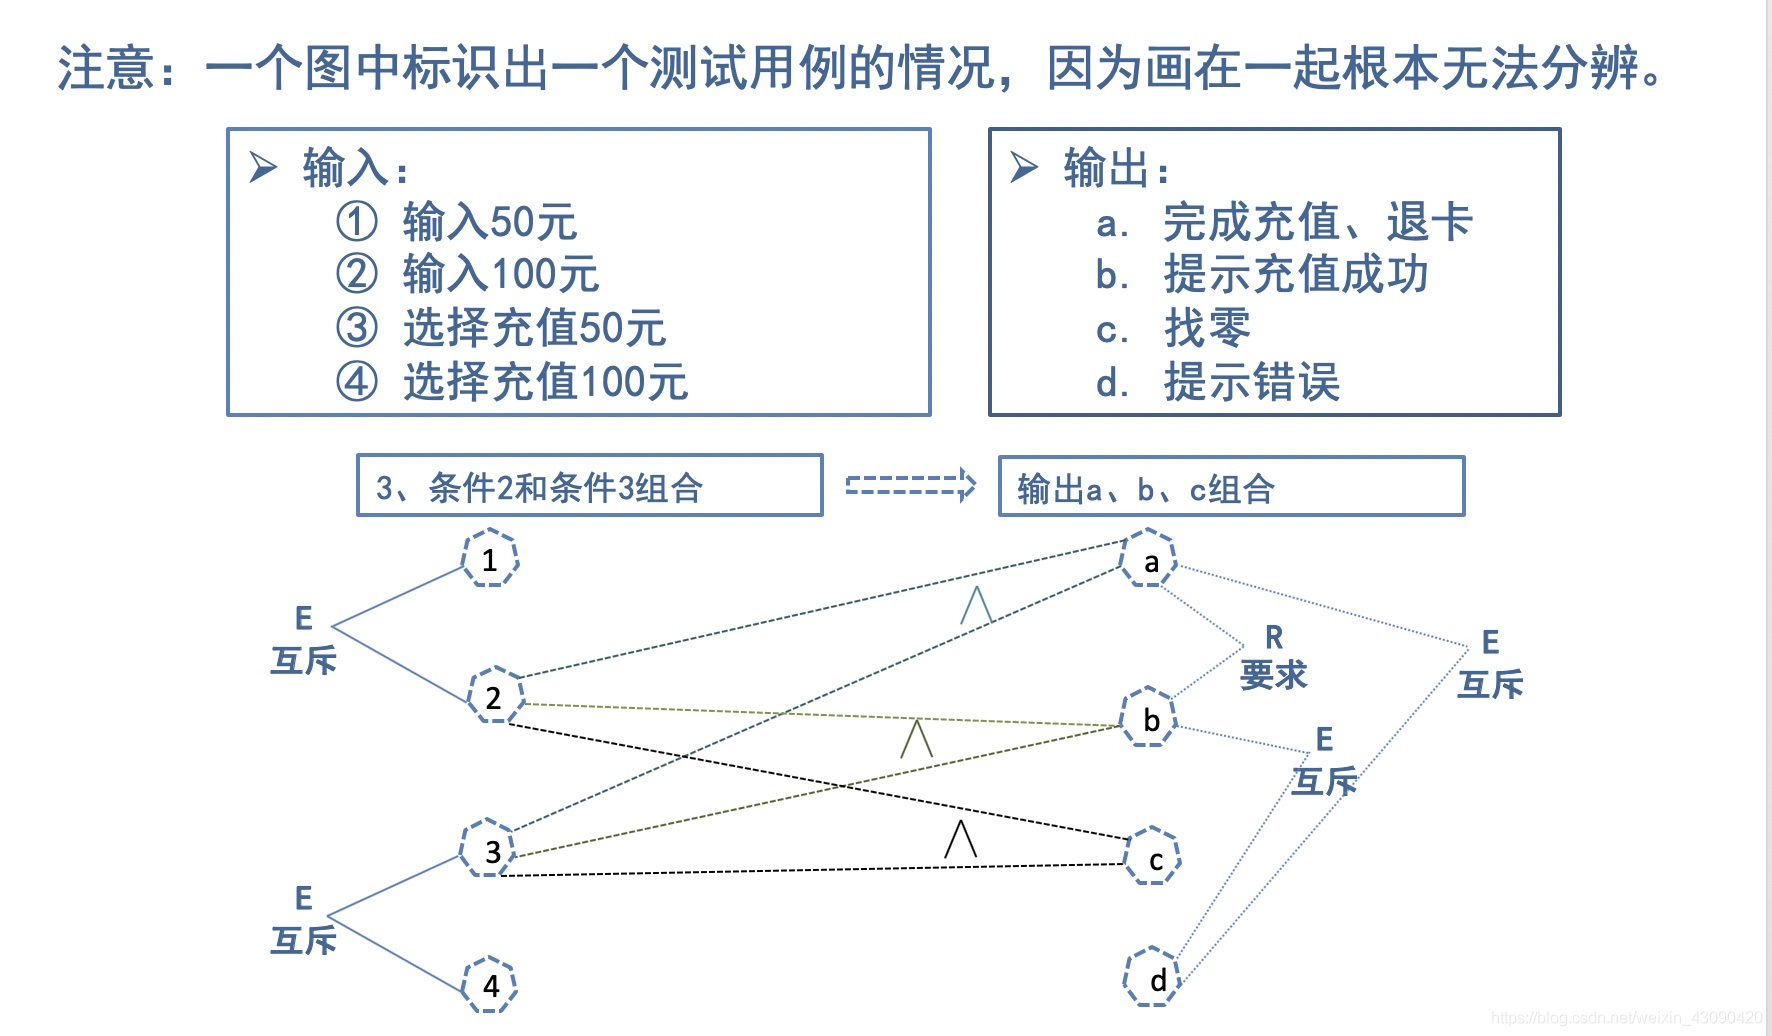 注意：一个图中标识出一个测试用例的情况，因为画在一起根本无法分辨。
➢ 输入：
① 输入50元
② 输入100元
③ 选择充值50元
④ 选择充值100元
➢ 输出：
a. 完成充值、退卡
b. 提示充值成功
c. 找零
d. 提示错误
3、条件2和条件3组合
输出a、b、c组合
1
E
互斥
2
3
E
互斥
4
∧
∧
∧
a
R
要求
E
互斥
b
E
互斥
c
d
https://blog.csdn.net/weixin_43090420